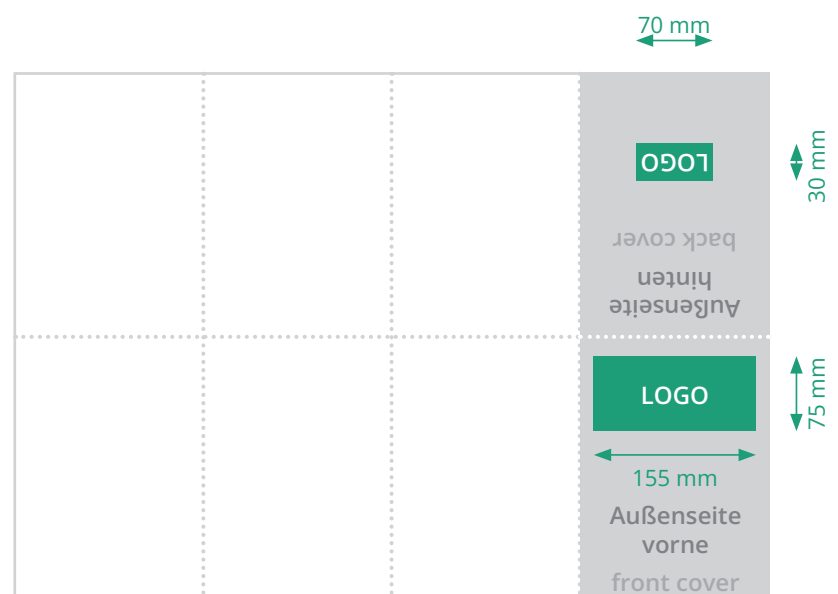 70 mm
LOGO
30 mm
back cover
Außenseite
hinten
LOGO
75 mm
155 mm
Außenseite
vorne
front cover